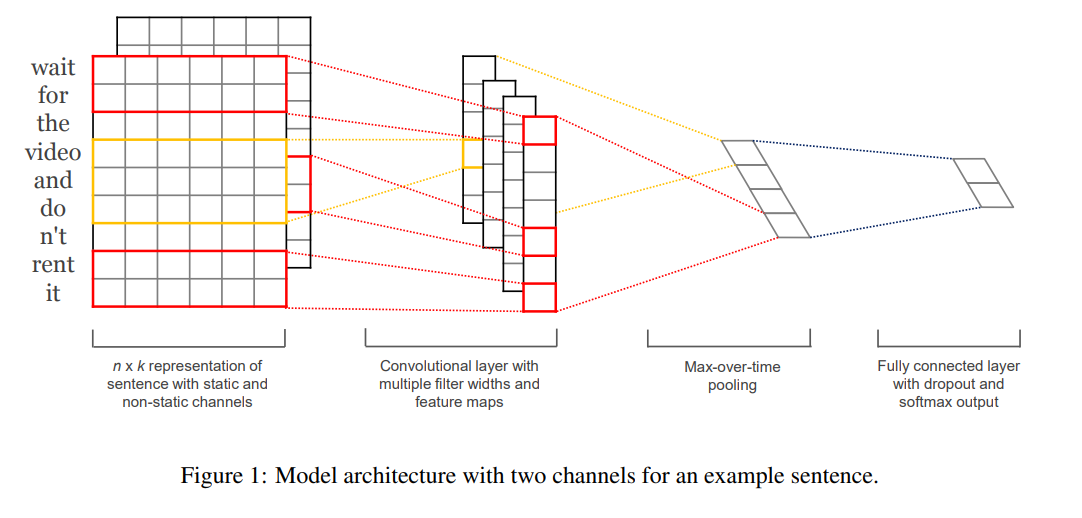 wait
for
the
video
and
do
n't
rent
it
n x k representation of
sentence with static and
non-static channels
Convolutional layer with
multiple filter widths and
feature maps
Max-over-time
pooling
Fully connected layer
with dropout and
softmax output
Figure 1: Model architecture with two channels for an example sentence.